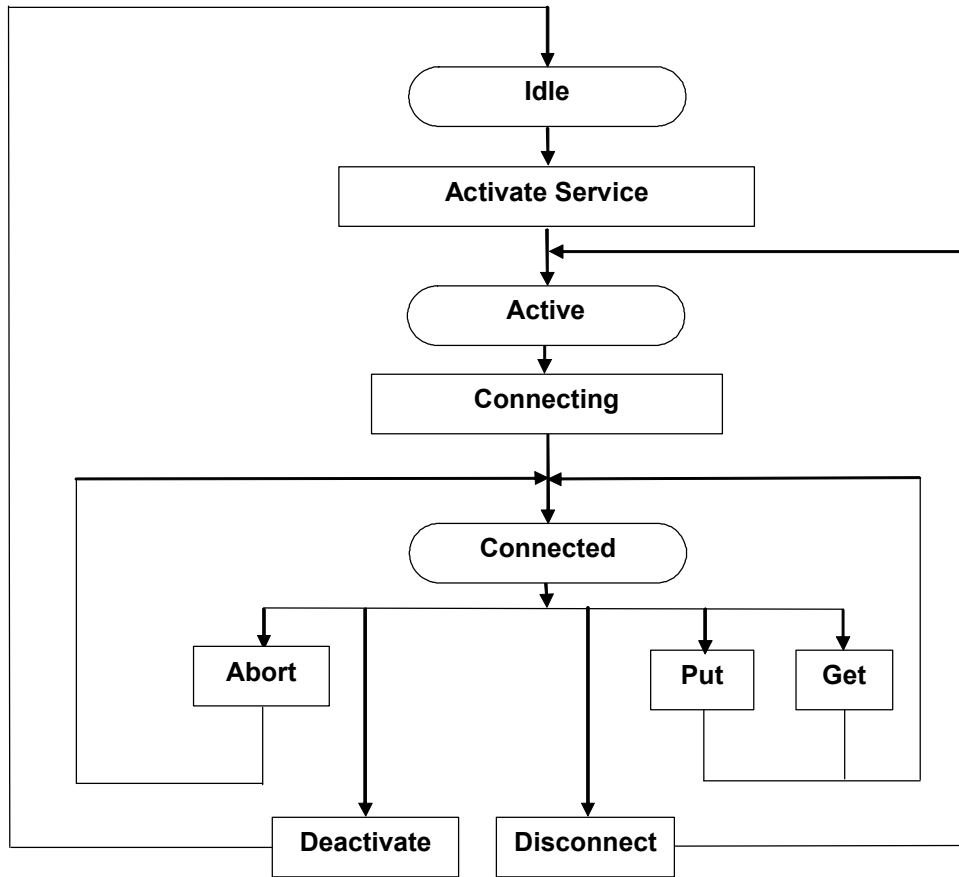 Idle
Activate Service
Active
Connecting
Connected
Abort
Put
Get
Deactivate
Disconnect